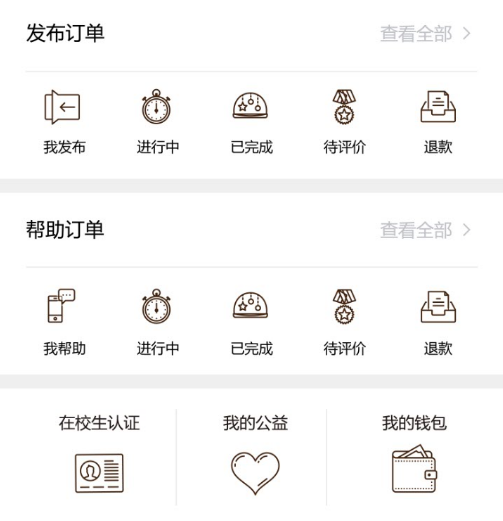 发布订单 查看全部 >
我发布 进行中 已完成 待评价 退款
帮助订单 查看全部 >
我帮助 进行中 已完成 待评价 退款
在校生认证 我的公益 我的钱包